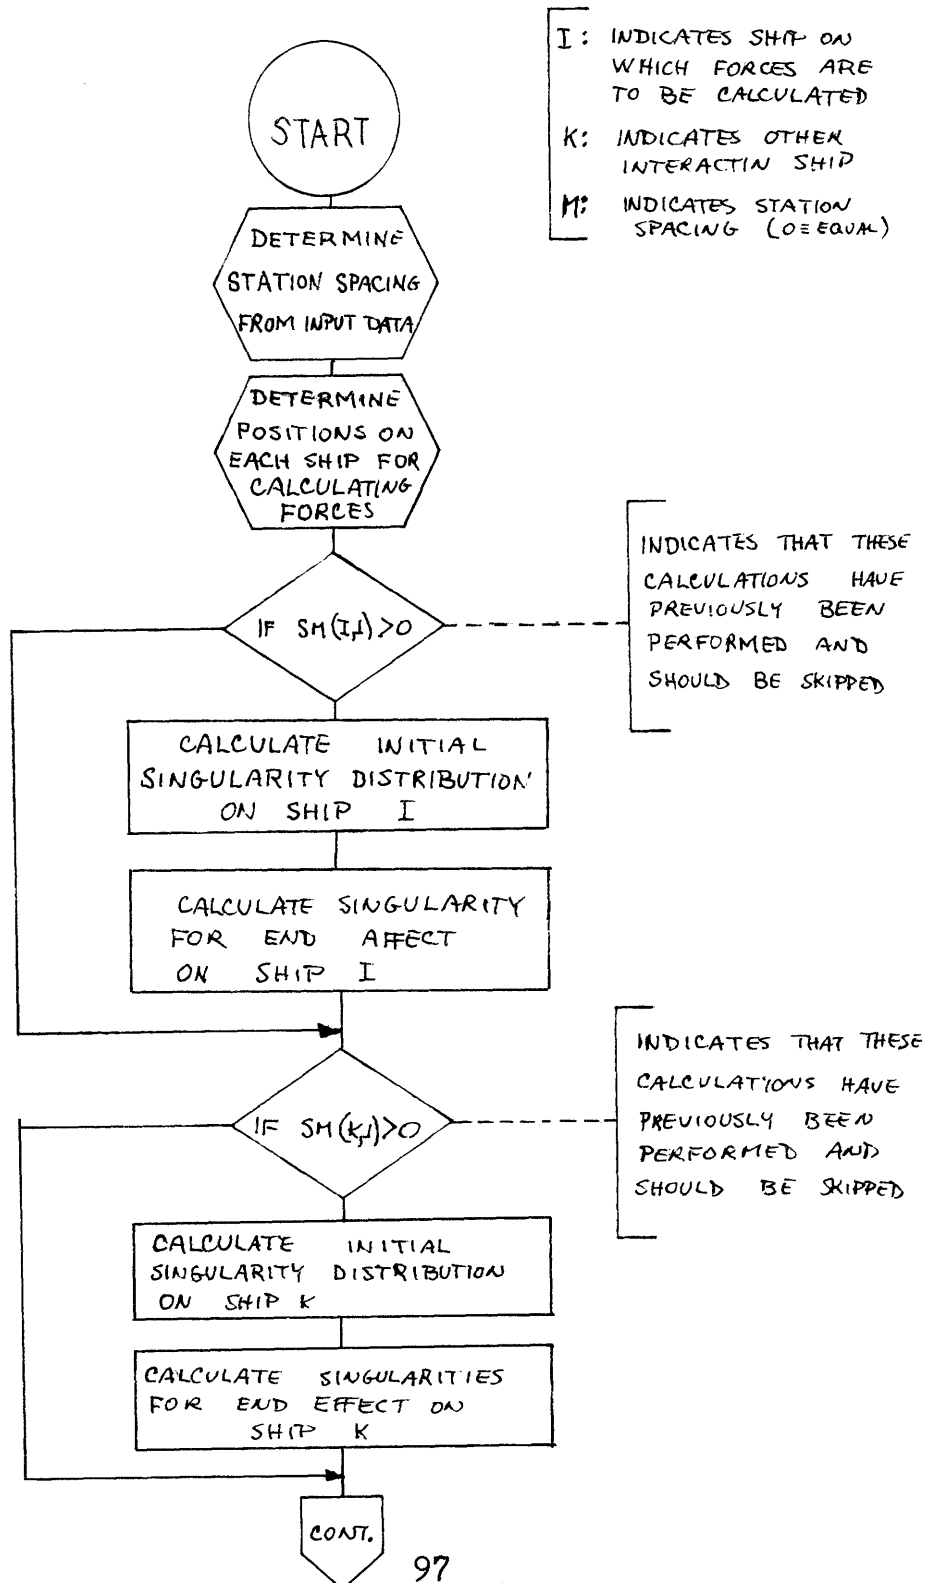 I: INDICATES SHIP ON
WHICH FORCES ARE
TO BE CALCULATED
K: INDICATES OTHER
INTERACTIN SHIP
M: INDICATES STATION
SPACING (O≡EQUAL)
START
DETERMINE
STATION SPACING
FROM INPUT DATA
DETERMINE
POSITIONS ON
EACH SHIP FOR
CALCULATING
FORCES
IF SM(I,1)>0
INDICATES THAT THESE
CALCULATIONS HAVE
PREVIOUSLY BEEN
PERFORMED AND
SHOULD BE SKIPPED
CALCULATE INITIAL
SINGULARITY DISTRIBUTION
ON SHIP I
CALCULATE SINGULARITY
FOR END AFFECT
ON SHIP I
IF SM(K,1)>0
INDICATES THAT THESE
CALCULATIONS HAVE
PREVIOUSLY BEEN
PERFORMED AND
SHOULD BE SKIPPED
CALCULATE INITIAL
SINGULARITY DISTRIBUTION
ON SHIP K
CALCULATE SINGULARITIES
FOR END EFFECT ON
SHIP K
CONT.
97